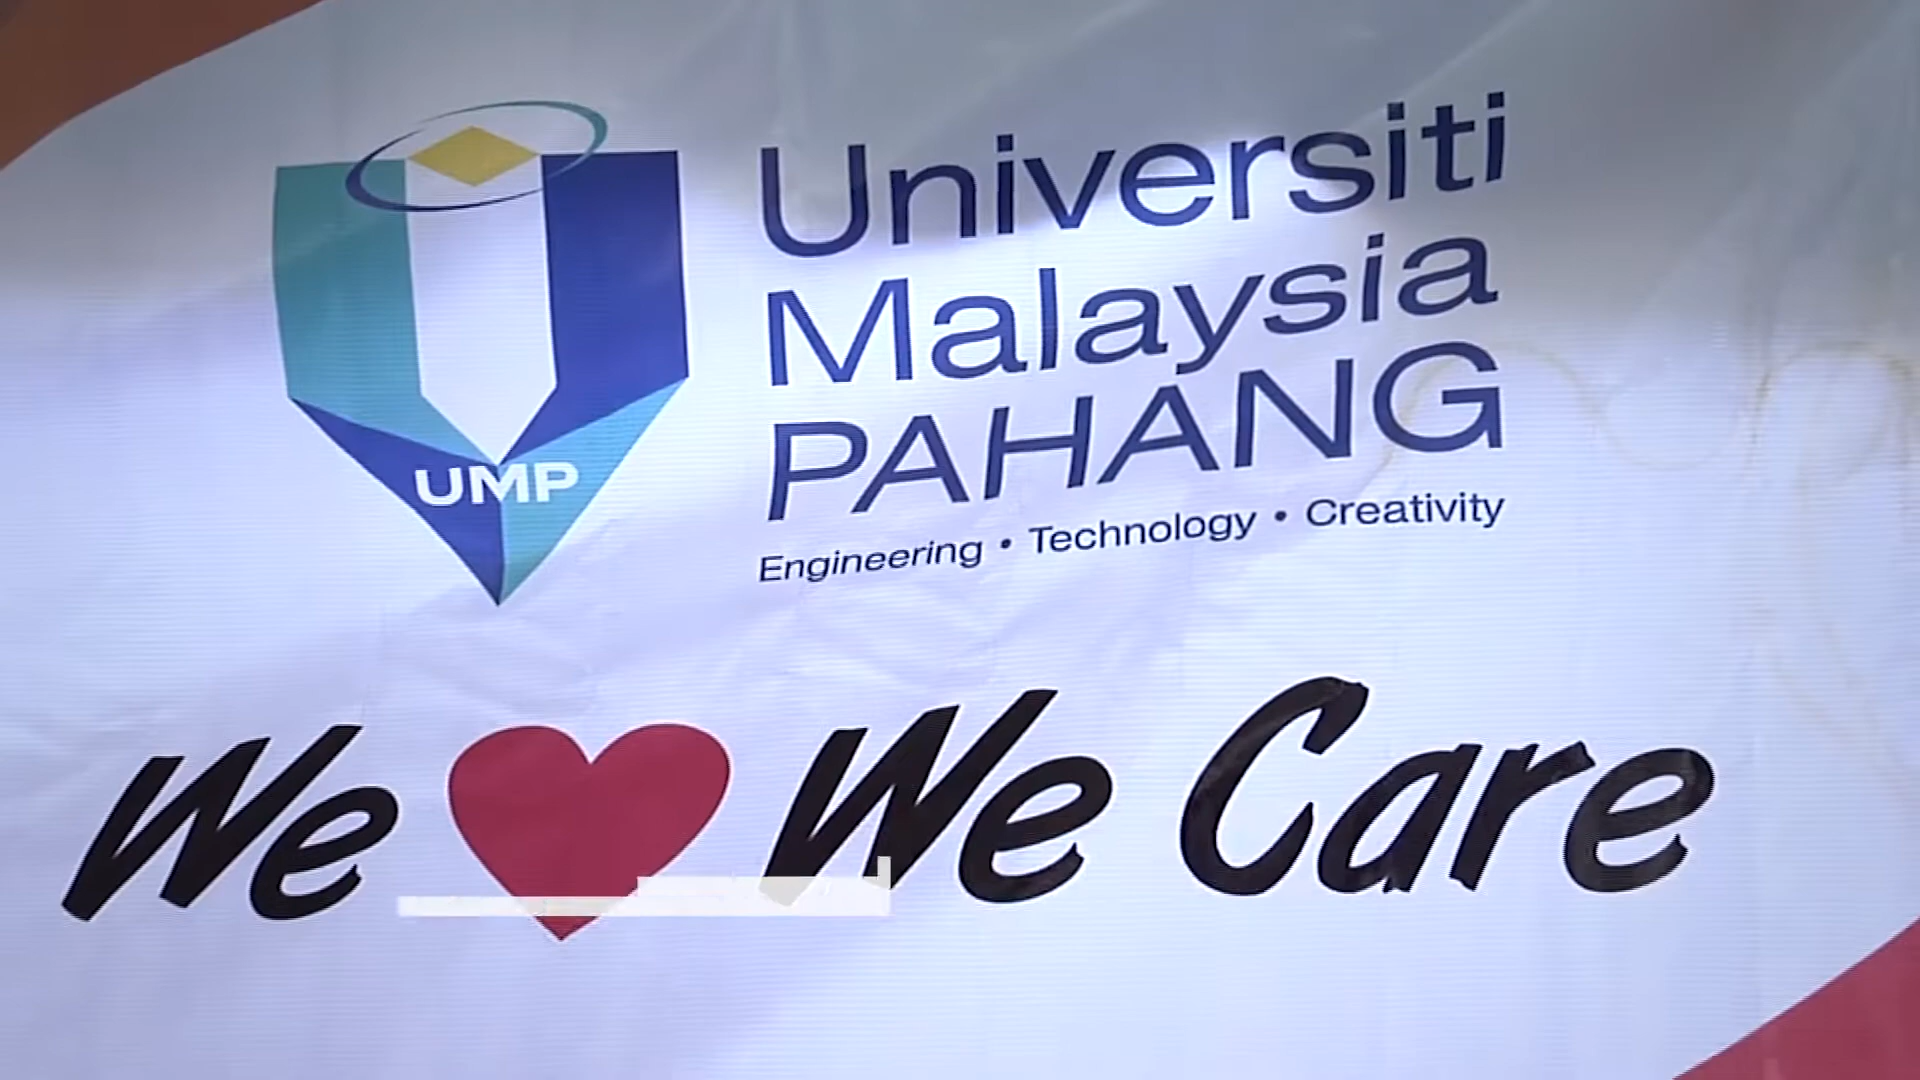 UMP
Universiti
Malaysia
PAHANG
Engineering • Technology • Creativity
We ❤ We Care